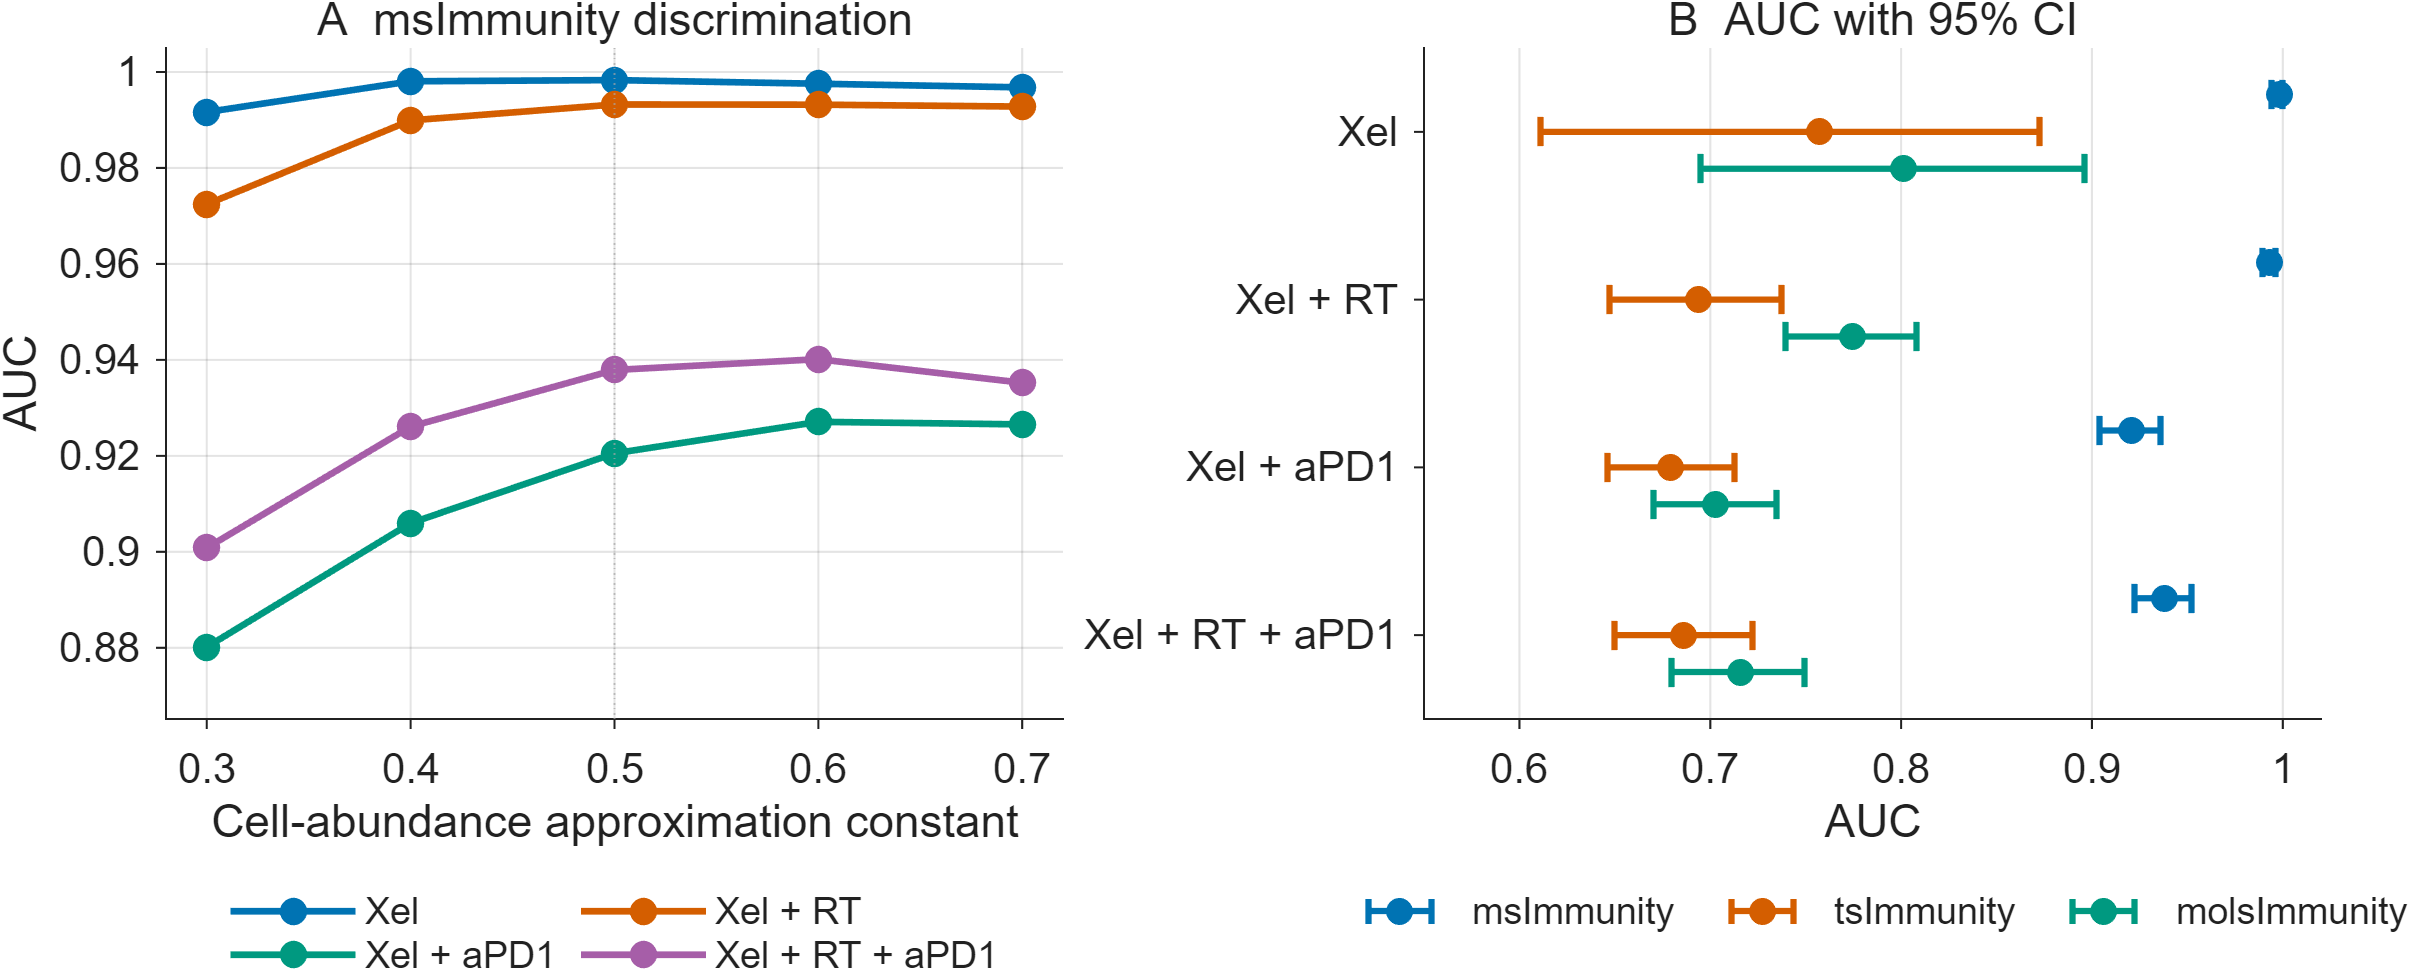 A msImmunity discrimination
AUC
1
0.98
0.96
0.94
0.92
0.9
0.88
0.3 0.4 0.5 0.6 0.7
Cell-abundance approximation constant
Xel Xel + RT
Xel + aPD1 Xel + RT + aPD1
B AUC with 95% CI
Xel
Xel + RT
Xel + aPD1
Xel + RT + aPD1
0.6 0.7 0.8 0.9 1
AUC
msImmunity tsImmunity molsImmunity